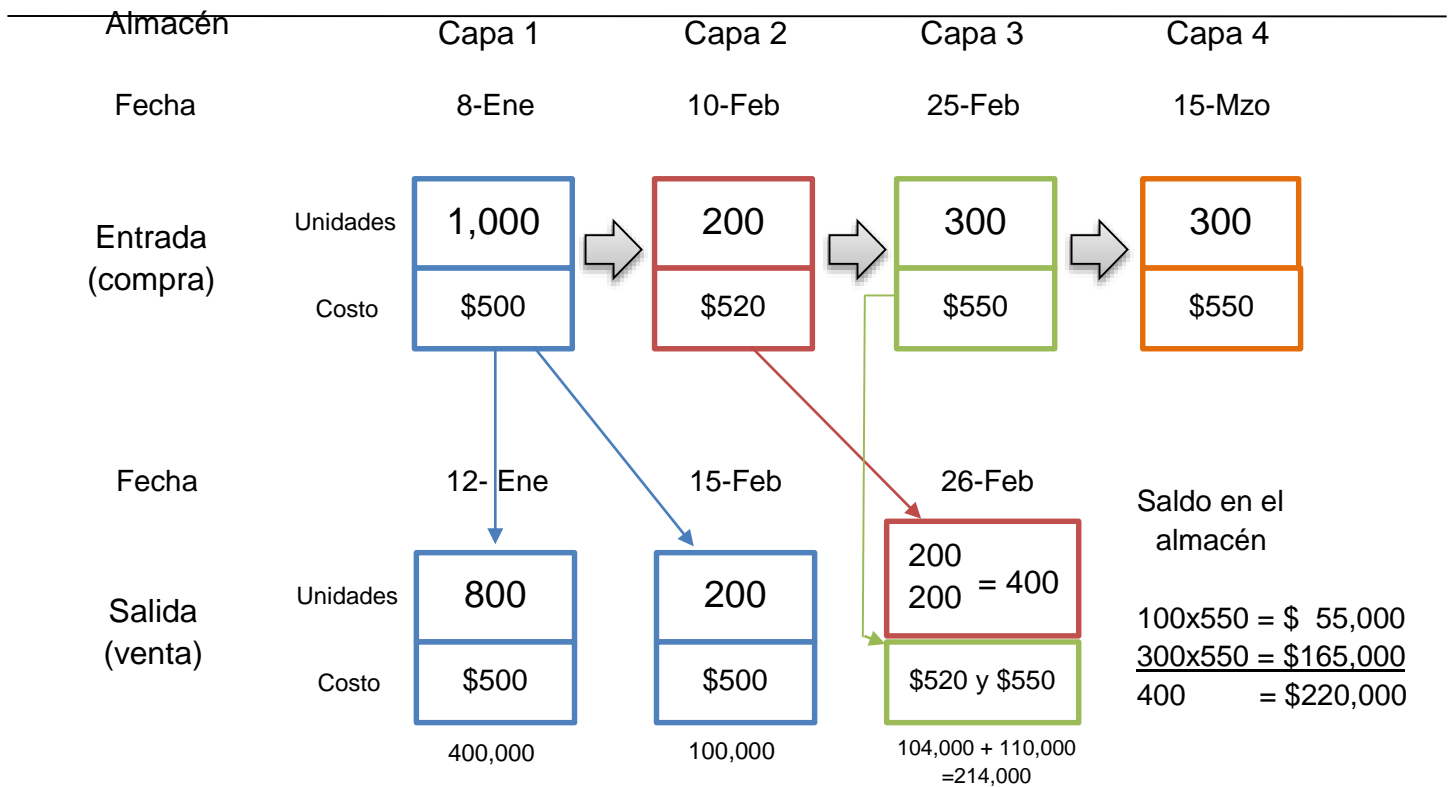 Almacén Capa 1 Capa 2 Capa 3 Capa 4
Fecha 8-Ene 10-Feb 25-Feb 15-Mzo
Entrada
(compra)
Unidades 1,000 200 300 300
Costo $500 $520 $550 $550
Fecha 12- Ene 15-Feb 26-Feb
Salida
(venta)
Unidades 800 200
200
200
= 400
Costo $500 $500 $520 y $550
400,000 100,000 104,000 + 110,000
=214,000
Saldo en el
almacén
100x550 = $ 55,000
300x550 = $165,000
400 = $220,000